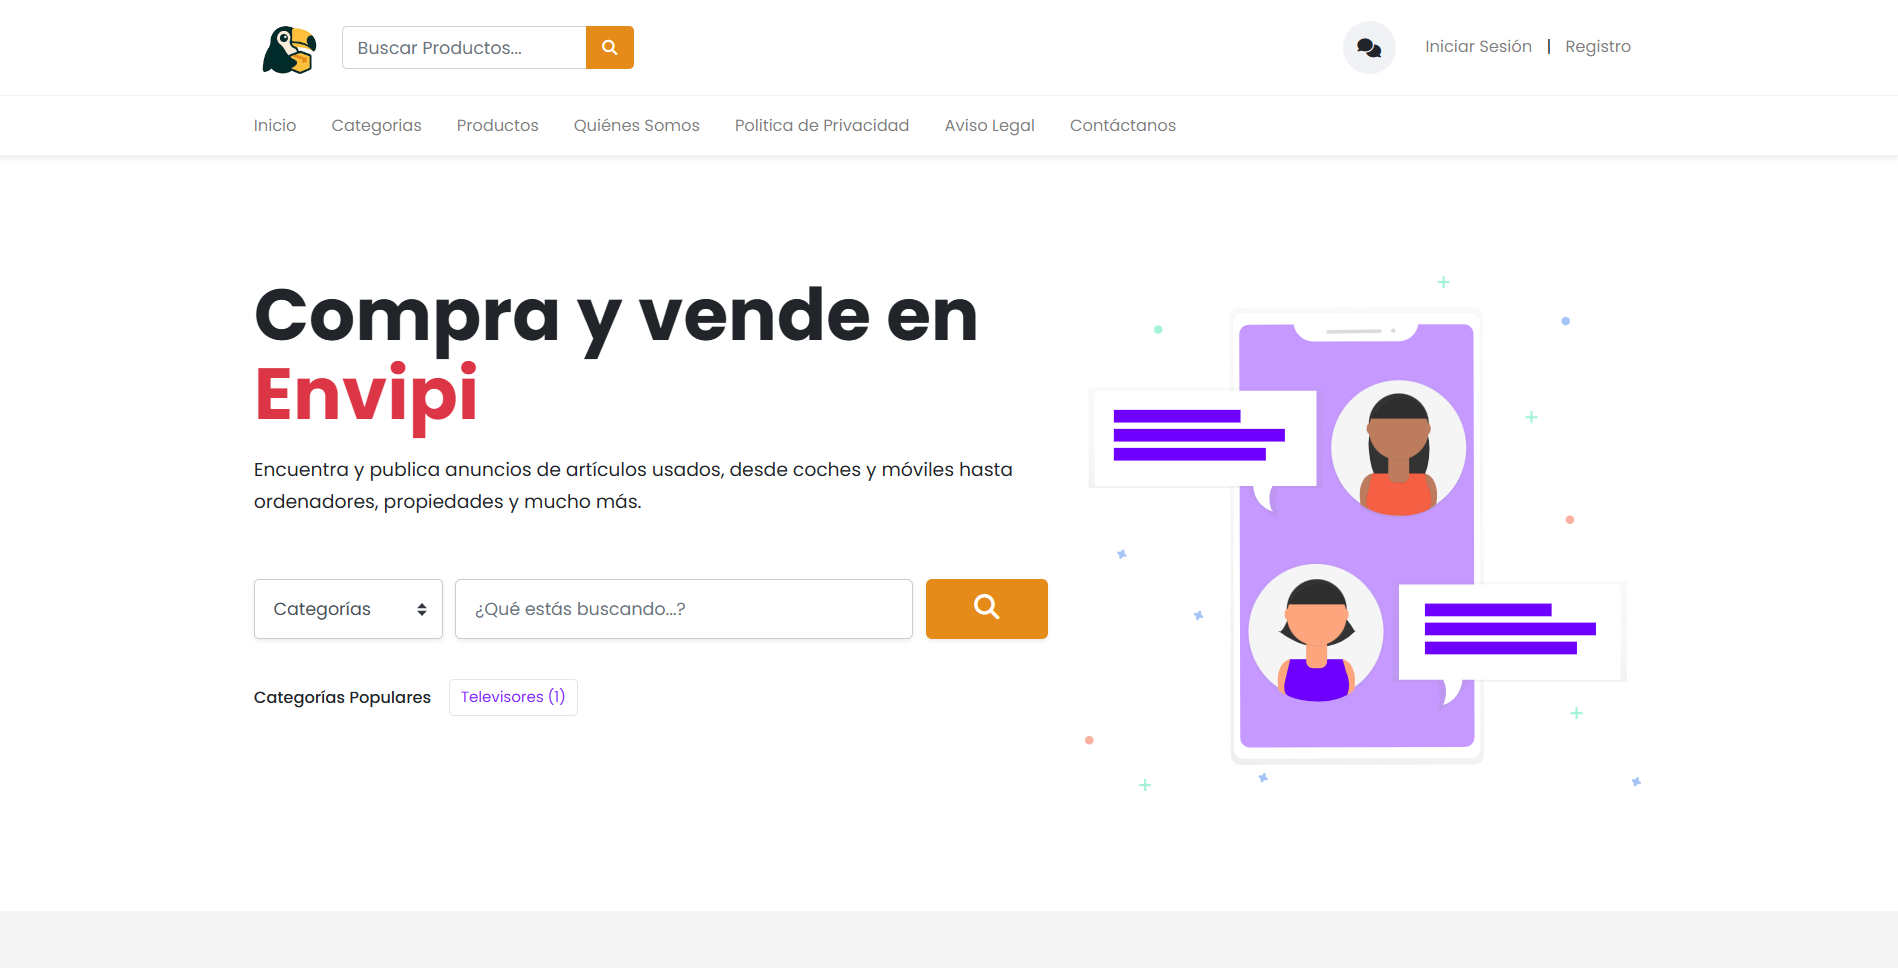 Buscar Productos...
Iniciar Sesión | Registro
Inicio Categorias Productos Quiénes Somos Politica de Privacidad Aviso Legal Contáctanos
Compra y vende en
Envipi
Encuentra y publica anuncios de artículos usados, desde coches y móviles hasta
ordenadores, propiedades y mucho más.
Categorías
¿Qué estás buscando...?
Categorías Populares
Televisores (1)